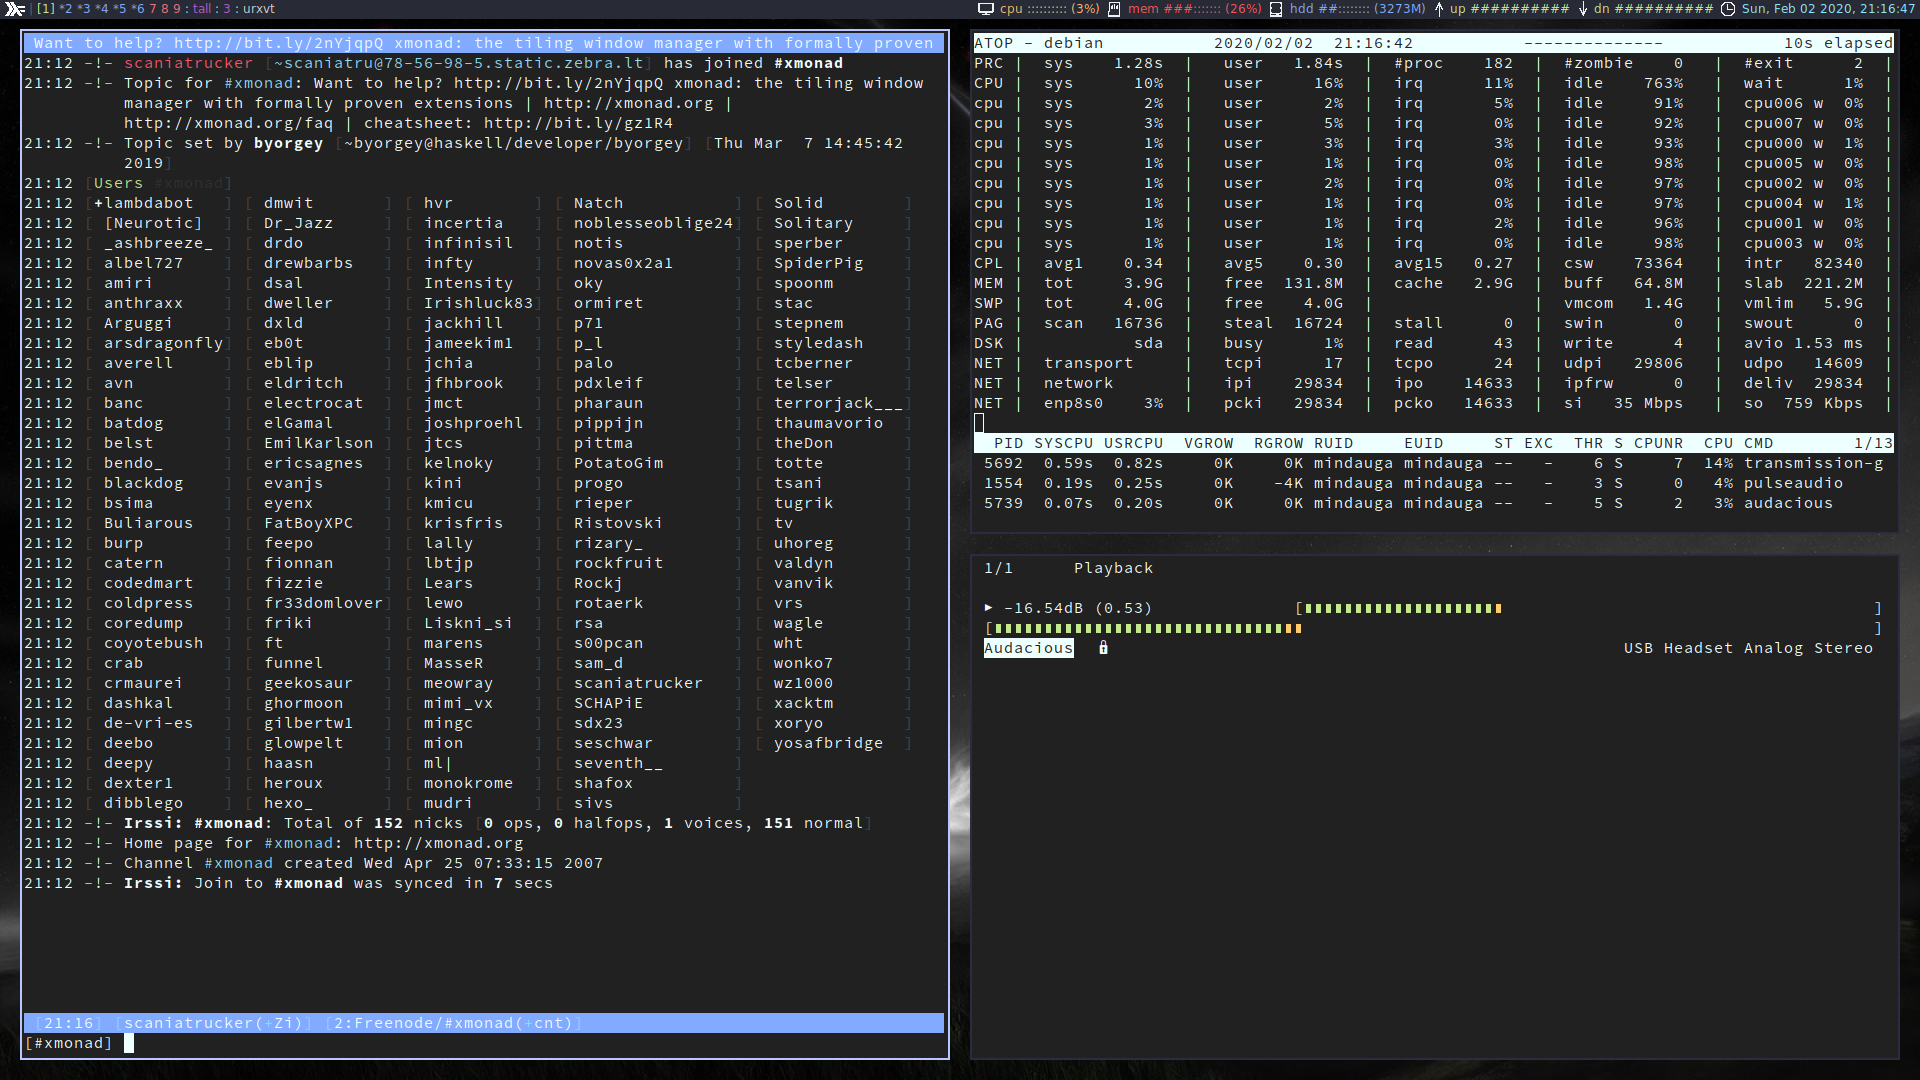 [1] *2 *3 *4 *5 *6 7 8 9 : tall : 3 : urxvt
cpu ::::::::: (3%) mem ###:::::: (26%) hdd ##:::::::: (3273M) up ########## dn ########## Sun, Feb 02 2020, 21:16:47
Want to help? http://bit.ly/2nYjqpQ xmonad: the tiling window manager with formally proven
21:12 -!- scaniatrucker [~scaniatru@78-56-98-5.static.zebra.lt] has joined #xmonad
21:12 -!- Topic for #xmonad: Want to help? http://bit.ly/2nYjqpQ xmonad: the tiling window
manager with formally proven extensions | http://xmonad.org |
http://xmonad.org/faq | cheatsheet: http://bit.ly/gz1R4
21:12 -!- Topic set by byorgey [~byorgey@haskell/developer/byorgey] [Thu Mar  7 14:45:42
2019]
21:12 [Users #xmonad]
21:12 [+lambdabot   ] [ dmwit       ] [ hvr        ] [ Natch           ] [ Solid        ]
21:12 [ [Neurotic]  ] [ Dr_Jazz     ] [ incertia   ] [ noblesseoblige24] [ Solitary     ]
21:12 [ _ashbreeze_ ] [ drdo        ] [ infinisil  ] [ notis           ] [ sperber      ]
21:12 [ albel727    ] [ drewbarbs   ] [ infty      ] [ novas0x2a1      ] [ SpiderPig    ]
21:12 [ amiri       ] [ dsal        ] [ Intensity  ] [ oky             ] [ spoonm       ]
21:12 [ anthraxx    ] [ dweller     ] [ Irishluck83] [ ormiret         ] [ stac         ]
21:12 [ Arguggi     ] [ dxld        ] [ jackhill   ] [ p71             ] [ stepnem      ]
21:12 [ arsdragonfly] [ eb0t        ] [ jameekim1  ] [ p_l             ] [ styledash    ]
21:12 [ averell     ] [ eblip       ] [ jchia      ] [ palo            ] [ tcberner     ]
21:12 [ avn         ] [ eldritch    ] [ jfhbrook   ] [ pdxleif         ] [ telser       ]
21:12 [ banc        ] [ electrocat  ] [ jmct       ] [ pharaun         ] [ terrorjack___]
21:12 [ batdog      ] [ elGamal     ] [ joshproehl ] [ pippijn         ] [ thaumavorio  ]
21:12 [ belst       ] [ EmilKarlson ] [ jtcs       ] [ pittma          ] [ theDon       ]
21:12 [ bendo_      ] [ ericsagnes  ] [ kelnoky    ] [ PotatoGim       ] [ totte        ]
21:12 [ blackdog    ] [ evanjs      ] [ kini       ] [ progo           ] [ tsani        ]
21:12 [ bsima       ] [ eyenx       ] [ kmicu      ] [ rieper          ] [ tugrik       ]
21:12 [ Buliarous   ] [ FatBoyXPC   ] [ krisfris   ] [ Ristovski       ] [ tv           ]
21:12 [ burp        ] [ feepo       ] [ lally      ] [ rizary_         ] [ uhoreg       ]
21:12 [ catern      ] [ fionnan     ] [ lbtjp      ] [ rockfruit       ] [ valdyn       ]
21:12 [ codedmart   ] [ fizzie      ] [ Lears      ] [ Rockj           ] [ vanvik       ]
21:12 [ coldpress   ] [ fr33domlover] [ lewo       ] [ rotaerk         ] [ vrs          ]
21:12 [ coredump    ] [ friki       ] [ Liskni_si  ] [ rsa             ] [ wagle        ]
21:12 [ coyotebush  ] [ ft          ] [ marens     ] [ s00pcan         ] [ wht          ]
21:12 [ crab        ] [ funnel      ] [ MasseR     ] [ sam_d           ] [ wonko7       ]
21:12 [ crmaurei    ] [ geekosaur   ] [ meowray    ] [ scaniatrucker   ] [ wz1000       ]
21:12 [ dashkal     ] [ ghormoon    ] [ mimi_vx    ] [ SCHAPiE         ] [ xacktm       ]
21:12 [ de-vri-es   ] [ gilbertw1   ] [ mingc      ] [ sdx23           ] [ xoryo        ]
21:12 [ deebo       ] [ glowpelt    ] [ mion       ] [ seschwar        ] [ yosafbridge  ]
21:12 [ deepy       ] [ haasn       ] [ ml|        ] [ seventh__       ]
21:12 [ dexter1     ] [ heroux      ] [ monokrome  ] [ shafox          ]
21:12 [ dibblego    ] [ hexo_       ] [ mudri      ] [ sivs            ]
21:12 -!- Irssi: #xmonad: Total of 152 nicks [0 ops, 0 halfops, 1 voices, 151 normal]
21:12 -!- Home page for #xmonad: http://xmonad.org
21:12 -!- Channel #xmonad created Wed Apr 25 07:33:15 2007
21:12 -!- Irssi: Join to #xmonad was synced in 7 secs
[21:16] [scaniatrucker(+Zi)] [2:Freenode/#xmonad(+cnt)]
[#xmonad]
ATOP - debian 2020/02/02 21:16:42 -------------- 10s elapsed
PRC | sys 1.28s | user 1.84s | #proc 182 | #zombie 0 | #exit 2 |
CPU | sys 10% | user 16% | irq 11% | idle 763% | wait 1% |
cpu | sys 2% | user 2% | irq 5% | idle 91% | cpu006 w 0% |
cpu | sys 3% | user 5% | irq 0% | idle 92% | cpu007 w 0% |
cpu | sys 1% | user 3% | irq 3% | idle 93% | cpu000 w 1% |
cpu | sys 1% | user 1% | irq 0% | idle 98% | cpu005 w 0% |
cpu | sys 1% | user 2% | irq 0% | idle 97% | cpu002 w 0% |
cpu | sys 1% | user 1% | irq 0% | idle 97% | cpu004 w 1% |
cpu | sys 1% | user 1% | irq 2% | idle 96% | cpu001 w 0% |
cpu | sys 1% | user 1% | irq 0% | idle 98% | cpu003 w 0% |
CPL | avg1 0.34 | avg5 0.30 | avg15 0.27 | csw 73364 | intr 82340 |
MEM | tot 3.9G | free 131.8M | cache 2.9G | buff 64.8M | slab 221.2M |
SWP | tot 4.0G | free 4.0G | | vmcom 1.4G | vmlim 5.9G |
PAG | scan 16736 | steal 16724 | stall 0 | swin 0 | swout 0 |
DSK | sda | busy 1% | read 43 | write 4 | avio 1.53 ms |
NET | transport | tcpi 17 | tcpo 24 | udpi 29806 | udpo 14609 |
NET | network | ipi 29834 | ipo 14633 | ipfrw 0 | deliv 29834 |
NET | enp8s0 3% | pcki 29834 | pcko 14633 | si 35 Mbps | so 759 Kbps |
PID SYSCPU USRCPU VGROW RGROW RUID EUID ST EXC THR S CPUNR CPU CMD 1/13
5692 0.59s 0.82s 0K 0K mindauga mindauga -- - 6 S 7 14% transmission-g
1554 0.19s 0.25s 0K -4K mindauga mindauga -- - 3 S 0 4% pulseaudio
5739 0.07s 0.20s 0K 0K mindauga mindauga -- - 5 S 2 3% audacious
1/1 Playback
▶ -16.54dB (0.53) [▮▮▮▮▮▮▮▮▮▮▮▮▮▮▮▮▮▮▮▮ ]
[▮▮▮▮▮▮▮▮▮▮▮▮▮▮▮▮▮▮▮▮▮▮▮▮▮▮▮▮▮▮▮ ]
Audacious USB Headset Analog Stereo